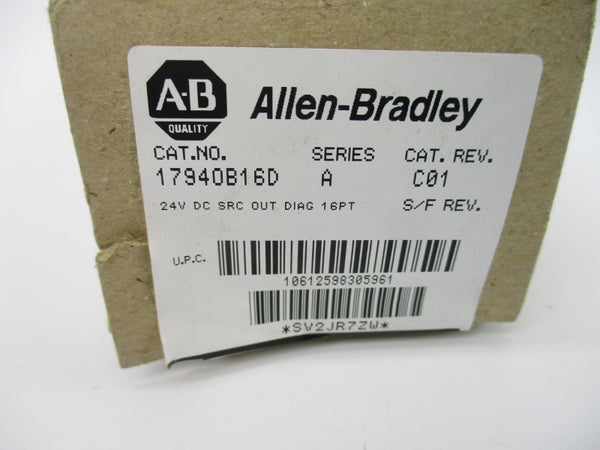 A-B
QUALITY
Allen-Bradley
CAT.NO. SERIES CAT. REV.
1794OB16D A C01
24V DC SRC OUT DIAG 16PT S/F REV.
U.P.C.
10612598305961
*SV2JR7ZW*